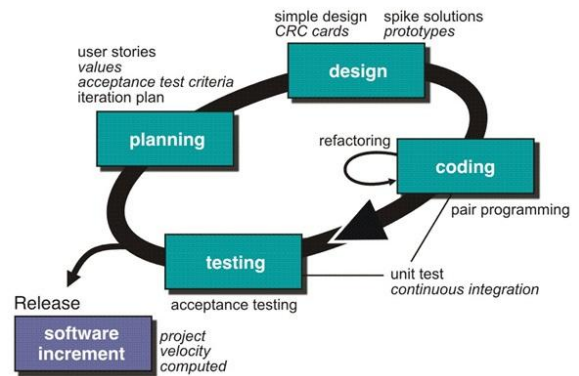 simple design
CRC cards
spike solutions
prototypes
design
user stories
values
acceptance test criteria
iteration plan
planning
refactoring
coding
pair programming
testing
acceptance testing
unit test
continuous integration
Release
software
increment
project
velocity
computed